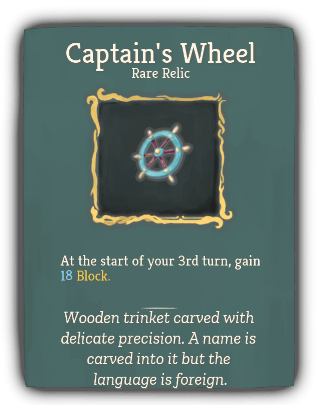 Captain's Wheel
Rare Relic
At the start of your 3rd turn, gain
18 Block.
Wooden trinket carved with
delicate precision. A name is
carved into it but the
language is foreign.